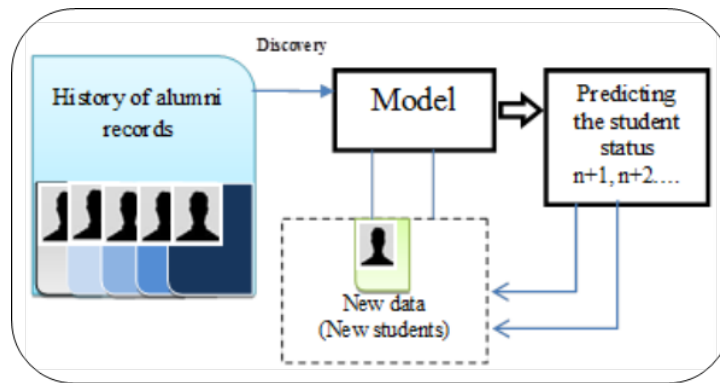 Discovery
History of alumni
records
Model
Predicting
the student
status
n+1, n+2....
New data
(New students)